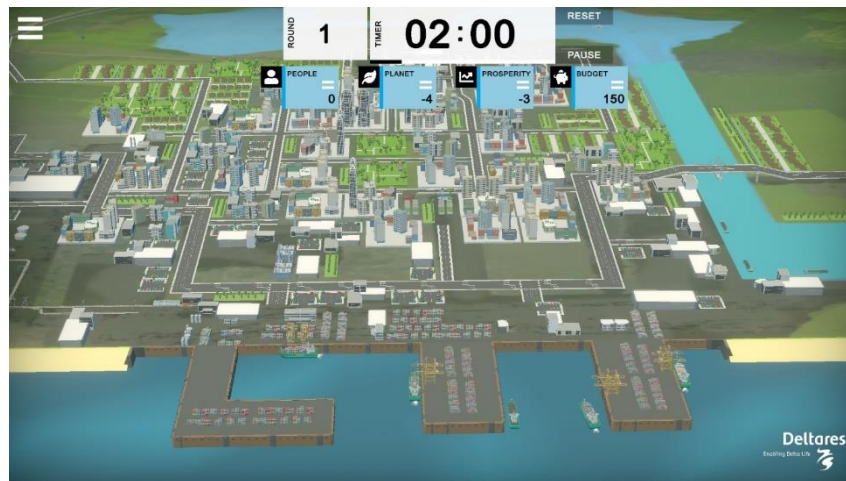 ROUND
1
TIMER
02:00
RESET
PAUSE
PEOPLE
0
PLANET
-4
PROSPERITY
-3
BUDGET
150
Deltares
Enabling Delta Life